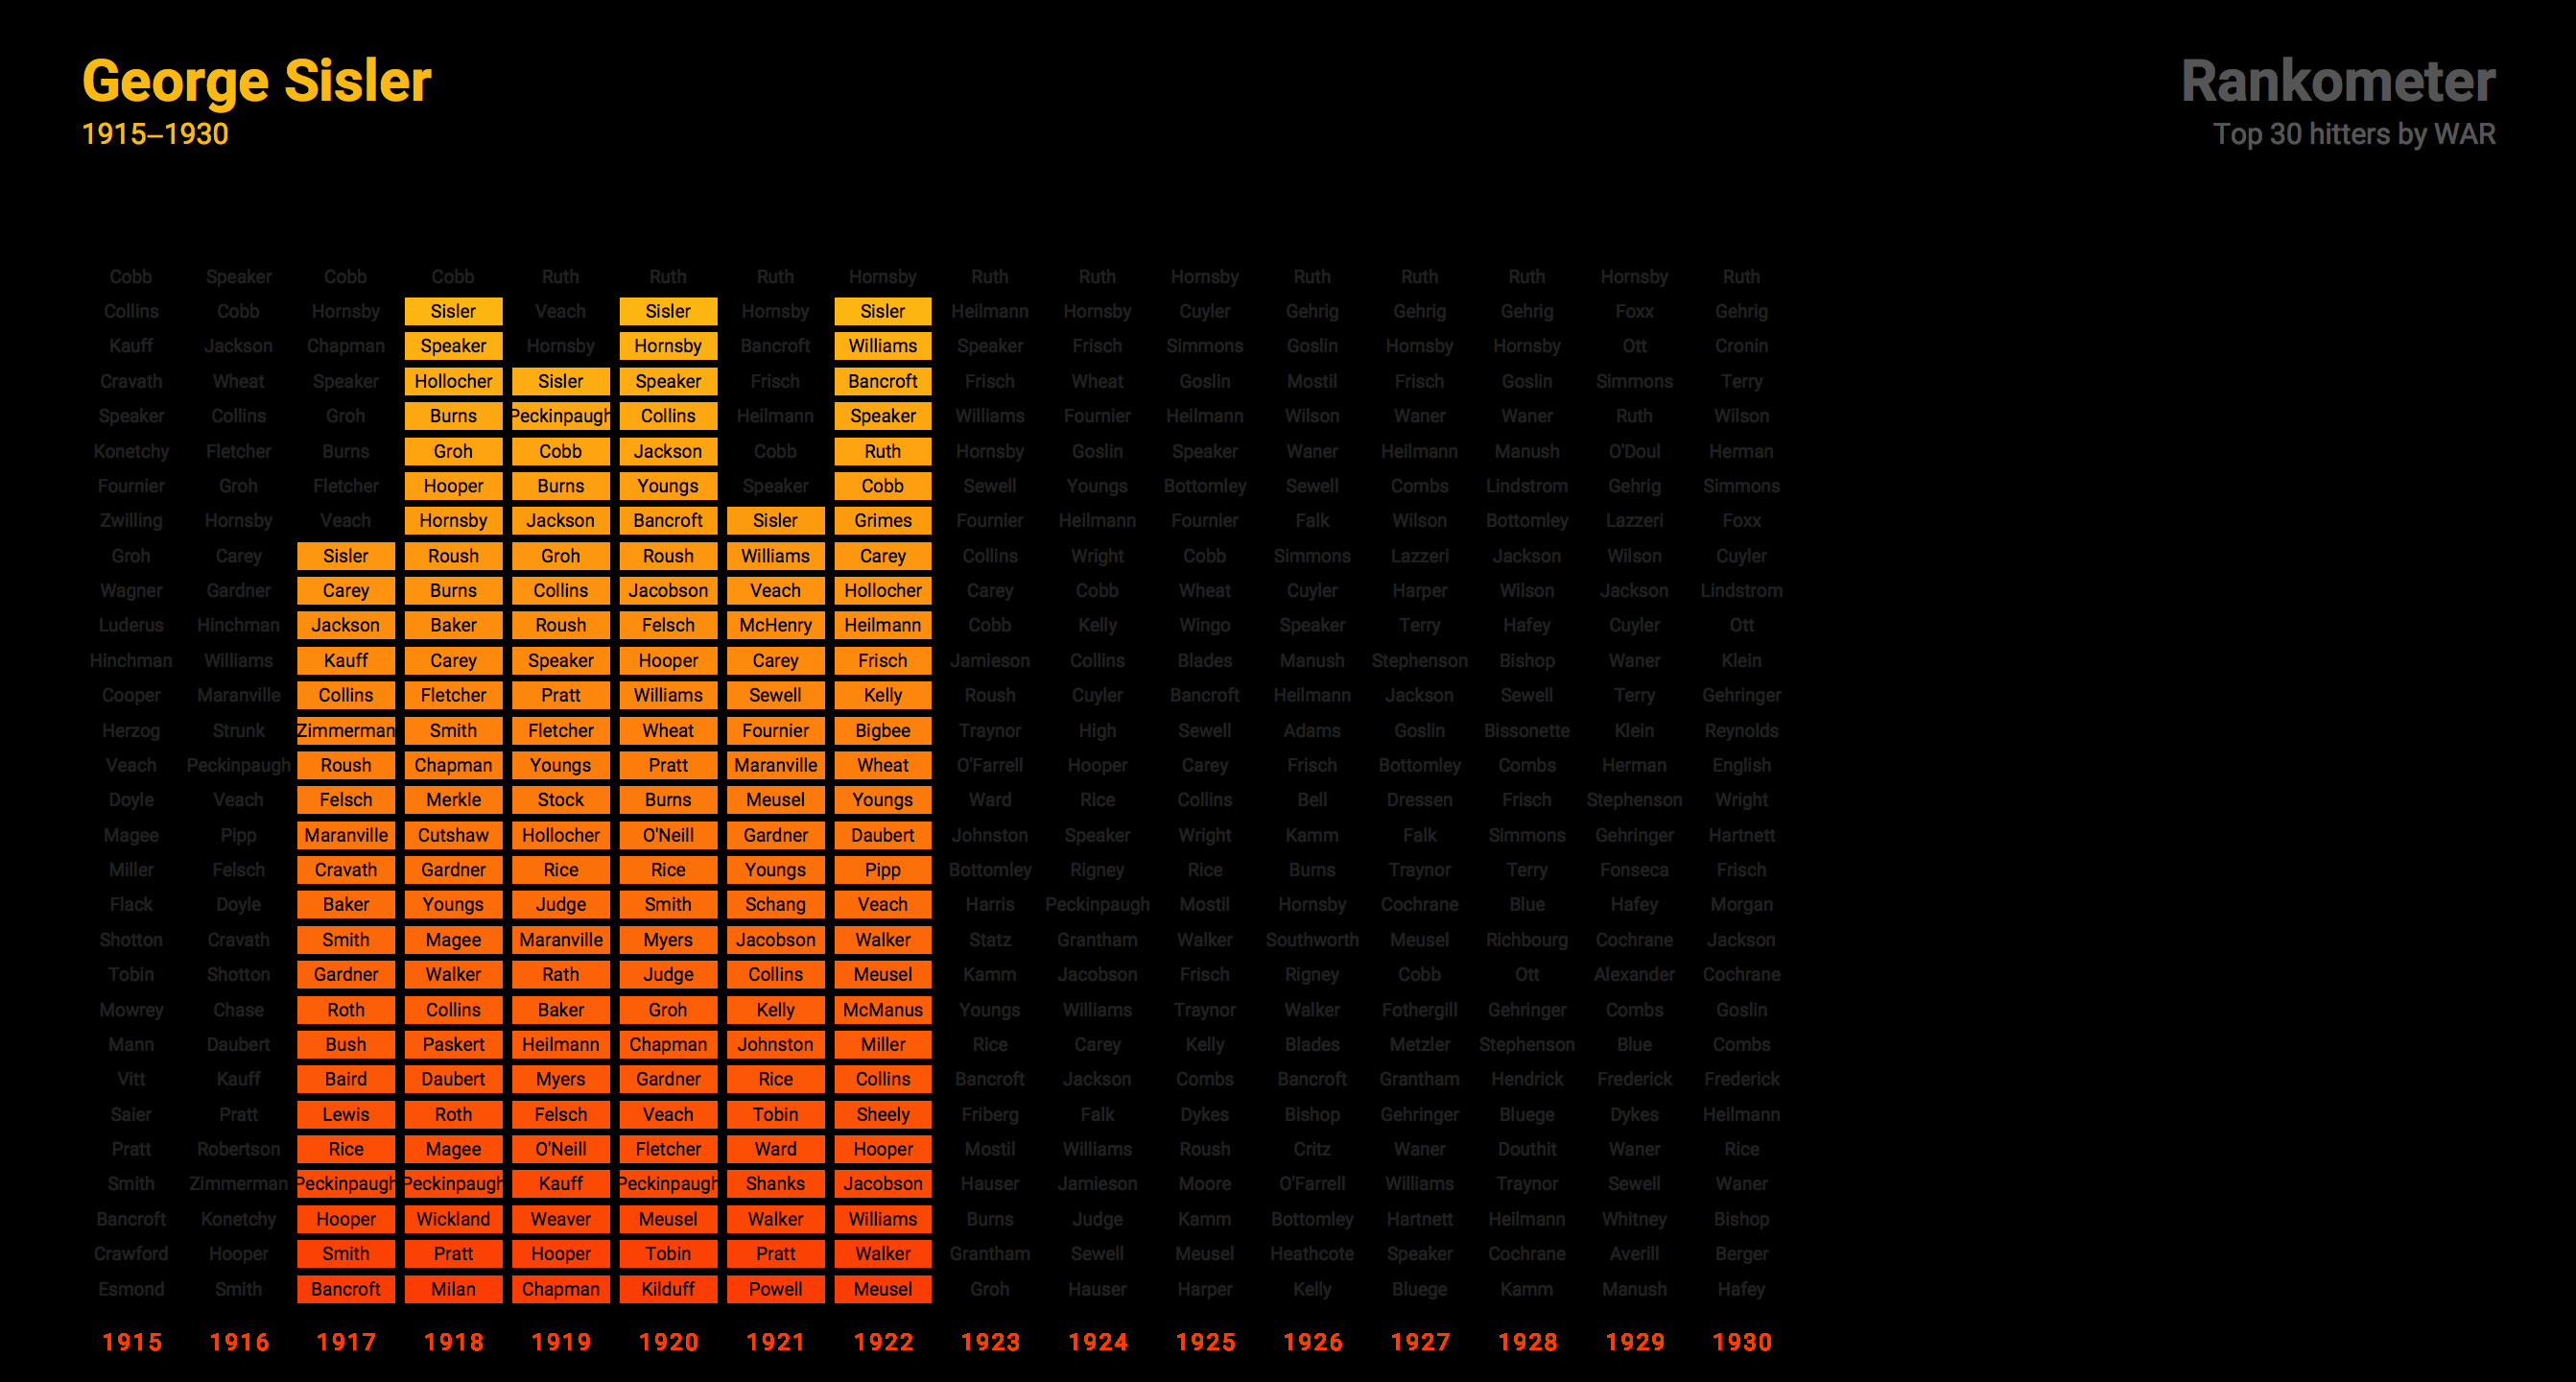 George Sisler
1915–1930
Rankometer
Top 30 hitters by WAR
Cobb Speaker Cobb Cobb Ruth Ruth Ruth Hornsby Ruth Ruth Hornsby Ruth Ruth Ruth Hornsby Ruth
Collins Cobb Hornsby Sisler Veach Sisler Hornsby Sisler Heilmann Hornsby Cuyler Gehrig Gehrig Gehrig Foxx Gehrig
Kauff Jackson Chapman Speaker Hornsby Hornsby Bancroft Williams Speaker Frisch Simmons Goslin Hornsby Hornsby Ott Cronin
Cravath Wheat Speaker Hollocher Sisler Speaker Frisch Bancroft Frisch Wheat Goslin Mostil Frisch Goslin Simmons Terry
Speaker Collins Groh Burns Peckinpaugh Collins Heilmann Speaker Williams Fournier Heilmann Wilson Waner Waner Ruth Wilson
Konetchy Fletcher Burns Groh Cobb Jackson Cobb Ruth Hornsby Goslin Speaker Waner Heilmann Manush O'Doul Herman
Fournier Groh Fletcher Hooper Burns Youngs Speaker Cobb Sewell Youngs Bottomley Sewell Combs Lindstrom Gehrig Simmons
Zwilling Hornsby Veach Hornsby Jackson Bancroft Sisler Grimes Fournier Heilmann Fournier Falk Wilson Bottomley Lazzeri Foxx
Groh Carey Sisler Roush Groh Roush Williams Carey Collins Wright Cobb Simmons Lazzeri Jackson Wilson Cuyler
Wagner Gardner Carey Burns Collins Jacobson Veach Hollocher Carey Cobb Wheat Cuyler Harper Wilson Jackson Lindstrom
Luderus Hinchman Jackson Baker Roush Felsch McHenry Heilmann Cobb Kelly Wingo Speaker Terry Hafey Cuyler Ott
Hinchman Williams Kauff Carey Speaker Hooper Carey Frisch Jamieson Collins Blades Manush Stephenson Bishop Waner Klein
Cooper Maranville Collins Fletcher Pratt Williams Sewell Kelly Roush Cuyler Bancroft Heilmann Jackson Sewell Terry Gehringer
Herzog Strunk Zimmerman Smith Fletcher Wheat Fournier Bigbee Traynor High Sewell Adams Goslin Bissonette Klein Reynolds
Veach Peckinpaugh Roush Chapman Youngs Pratt Maranville Wheat O'Farrell Hooper Carey Frisch Bottomley Combs Herman English
Doyle Veach Felsch Merkle Stock Burns Meusel Youngs Ward Rice Collins Bell Dressen Frisch Stephenson Wright
Magee Pipp Maranville Cutshaw Hollocher O'Neill Gardner Daubert Johnston Speaker Wright Kamm Falk Simmons Gehringer Hartnett
Miller Felsch Cravath Gardner Rice Rice Youngs Pipp Bottomley Rigney Rice Burns Traynor Terry Fonseca Frisch
Flack Doyle Baker Youngs Judge Smith Schang Veach Harris Peckinpaugh Mostil Hornsby Cochrane Blue Hafey Morgan
Shotton Cravath Smith Magee Maranville Myers Jacobson Walker Statz Grantham Walker Southworth Meusel Richbourg Cochrane Jackson
Tobin Shotton Gardner Walker Rath Judge Collins Meusel Kamm Jacobson Frisch Rigney Cobb Ott Alexander Cochrane
Mowrey Chase Roth Collins Baker Groh Kelly McManus Youngs Williams Traynor Walker Fothergill Gehringer Combs Goslin
Mann Daubert Bush Paskert Heilmann Chapman Johnston Miller Rice Carey Kelly Blades Metzler Stephenson Blue Combs
Vitt Kauff Baird Daubert Myers Gardner Rice Collins Bancroft Jackson Combs Bancroft Grantham Hendrick Frederick Frederick
Saier Pratt Lewis Roth Felsch Veach Tobin Sheely Friberg Falk Dykes Bishop Gehringer Bluege Dykes Heilmann
Pratt Robertson Rice Magee O'Neill Fletcher Ward Hooper Mostil Williams Roush Critz Waner Douthit Waner Rice
Smith Zimmerman Peckinpaugh Peckinpaugh Kauff Peckinpaugh Shanks Jacobson Hauser Jamieson Moore O'Farrell Williams Traynor Sewell Waner
Bancroft Konetchy Hooper Wickland Weaver Meusel Walker Williams Burns Judge Kamm Bottomley Hartnett Heilmann Whitney Bishop
Crawford Hooper Smith Pratt Hooper Tobin Pratt Walker Grantham Sewell Meusel Heathcote Speaker Cochrane Averill Berger
Esmond Smith Bancroft Milan Chapman Kilduff Powell Meusel Groh Hauser Harper Kelly Bluege Kamm Manush Hafey
1915 1916 1917 1918 1919 1920 1921 1922 1923 1924 1925 1926 1927 1928 1929 1930